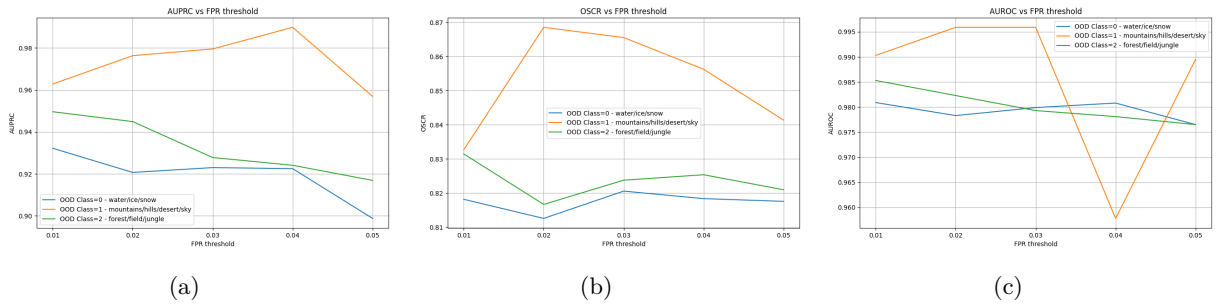 AUPRC vs FPR threshold
0.98
0.96
0.94
0.92
0.90
AUPRC
OOD Class=0 - water/ice/snow
OOD Class=1 - mountains/hills/desert/sky
OOD Class=2 - forest/field/jungle
0.01 0.02 0.03 0.04 0.05
FPR threshold
(a)
OSCR vs FPR threshold
0.87
0.86
0.85
0.84
0.83
0.82
0.81
OSCR
OOD Class=0 - water/ice/snow
OOD Class=1 - mountains/hills/desert/sky
OOD Class=2 - forest/field/jungle
0.01 0.02 0.03 0.04 0.05
FPR threshold
(b)
AUROC vs FPR threshold
0.995
0.990
0.985
0.980
0.975
0.970
0.965
0.960
AUROC
OOD Class=0 - water/ice/snow
OOD Class=1 - mountains/hills/desert/sky
OOD Class=2 - forest/field/jungle
0.01 0.02 0.03 0.04 0.05
FPR threshold
(c)